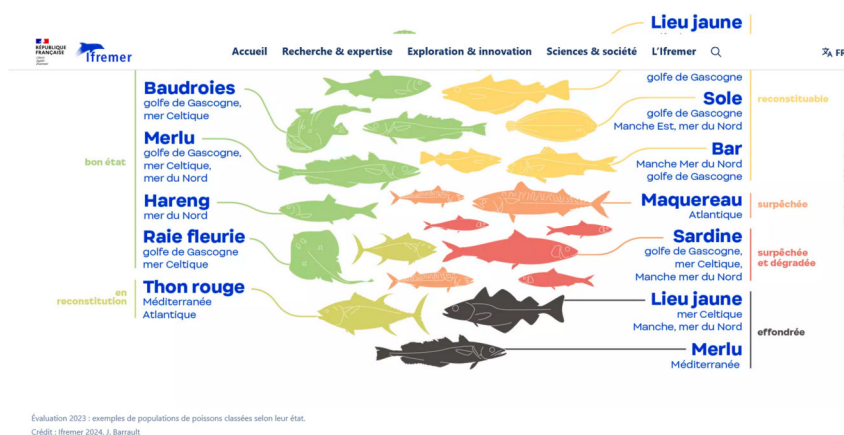 Lieu jaune
RÉPUBLIQUE
FRANÇAISE
Ifremer
Accueil
Recherche & expertise
Exploration & innovation
Sciences & société
L'Ifremer
FR
golfe de Gascogne
reconstituable
Baudroies
golfe de Gascogne,
mer Celtique
Sole
golfe de Gascogne
Manche Est, mer du Nord
bon état
Merlu
golfe de Gascogne,
mer Celtique,
mer du Nord
Bar
Manche Mer du Nord
golfe de Gascogne
Hareng
mer du Nord
Maquereau
Atlantique
surpêchée
Raie fleurie
golfe de Gascogne
mer Celtique
Sardine
golfe de Gascogne,
mer Celtique,
Manche mer du Nord
surpêchée
et dégradée
en
reconstitution
Thon rouge
Méditerranée
Atlantique
Lieu jaune
mer Celtique
Manche, mer du Nord
effondrée
Merlu
Méditerranée
Évaluation 2023 : exemples de populations de poissons classées selon leur état.
Crédit : Ifremer 2024, J. Barrault